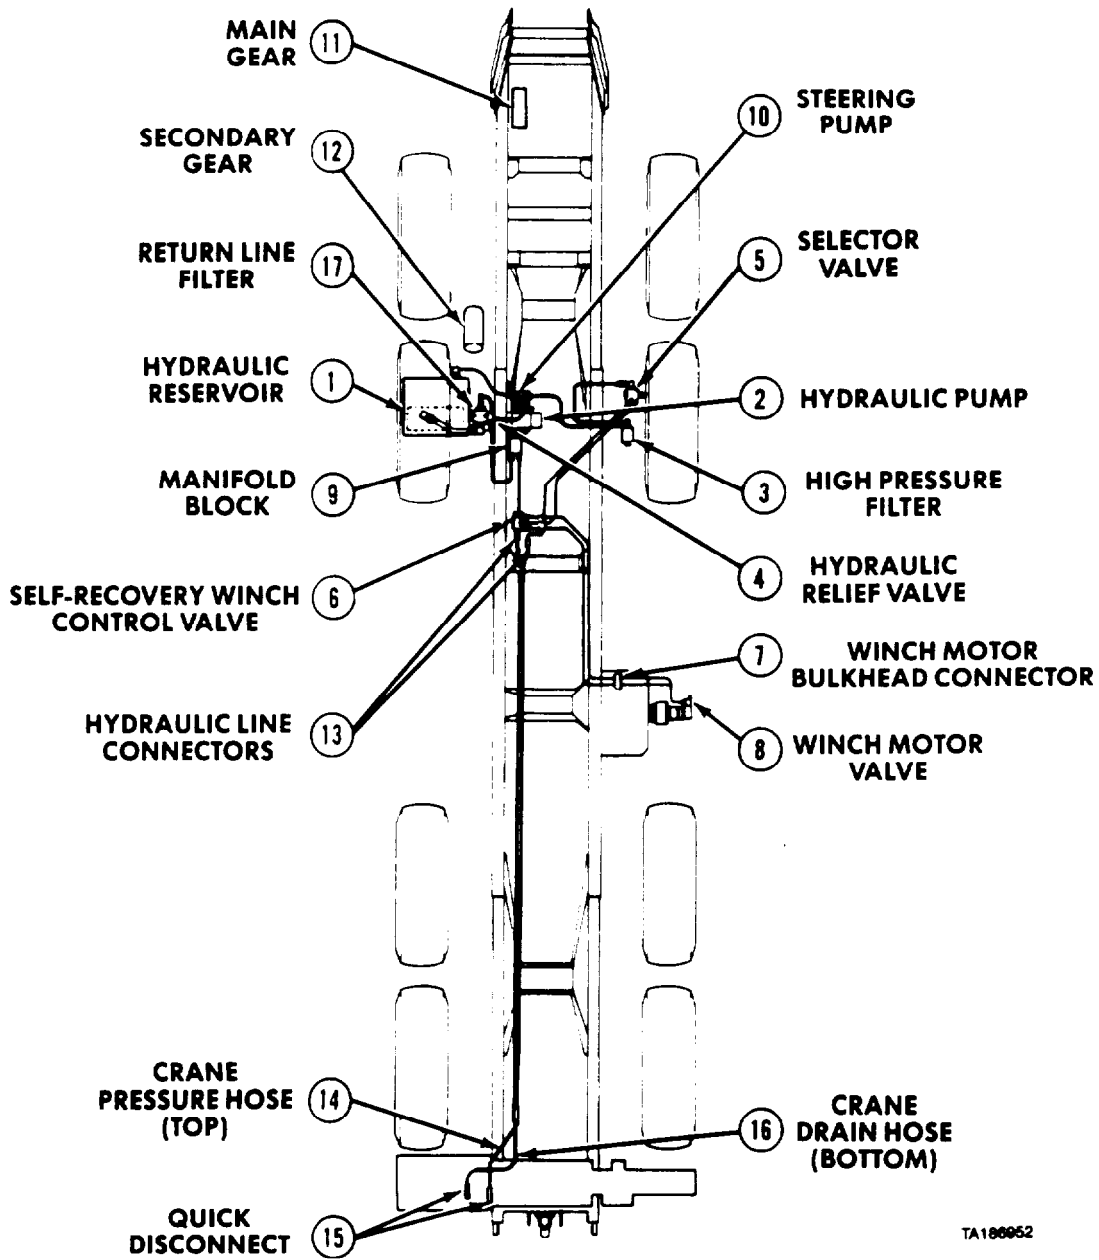 MAIN
GEAR
11
10
STEERING
PUMP
SECONDARY
GEAR
12
RETURN LINE
FILTER
17
5
SELECTOR
VALVE
HYDRAULIC
RESERVOIR
1
2
HYDRAULIC PUMP
MANIFOLD
BLOCK
9
3
HIGH PRESSURE
FILTER
SELF-RECOVERY WINCH
CONTROL VALVE
6
4
HYDRAULIC
RELIEF VALVE
7
WINCH MOTOR
BULKHEAD CONNECTOR
HYDRAULIC LINE
CONNECTORS
13
8
WINCH MOTOR
VALVE
CRANE
PRESSURE HOSE
(TOP)
14
16
CRANE
DRAIN HOSE
(BOTTOM)
QUICK
DISCONNECT
15
TA186952